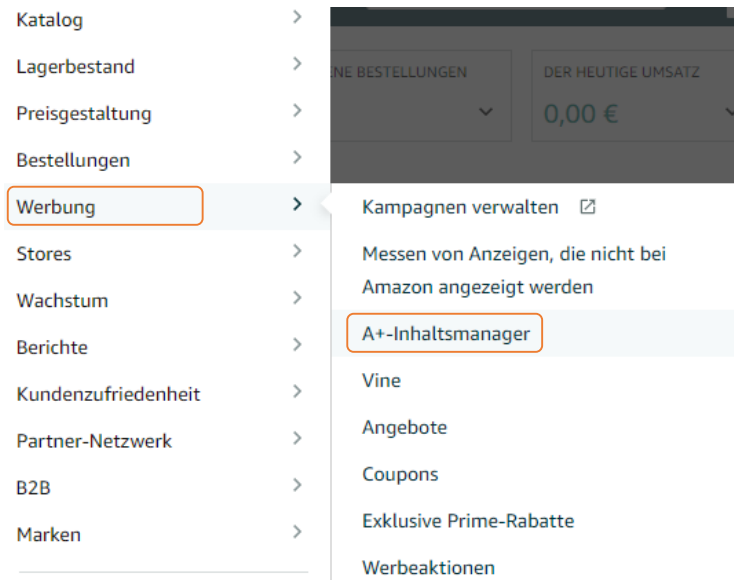 Katalog
Lagerbestand
NE BESTELLUNGEN
DER HEUTIGE UMSATZ
Preisgestaltung
0,00 €
Bestellungen
Werbung
Kampagnen verwalten
Stores
Messen von Anzeigen, die nicht bei
Amazon angezeigt werden
Wachstum
A+-Inhaltsmanager
Berichte
Vine
Kundenzufriedenheit
Angebote
Partner-Netzwerk
Coupons
B2B
Exklusive Prime-Rabatte
Marken
Werbeaktionen